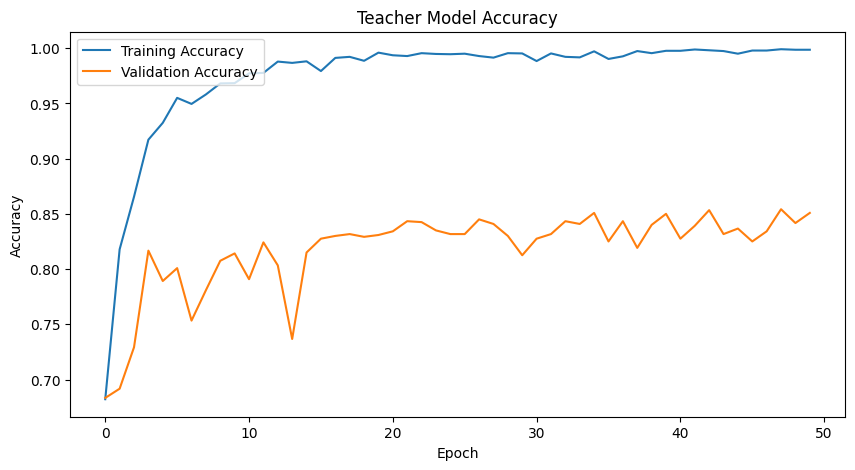 Teacher Model Accuracy
Training Accuracy
Validation Accuracy
Accuracy
1.00
0.95
0.90
0.85
0.80
0.75
0.70
0 10 20 30 40 50
Epoch